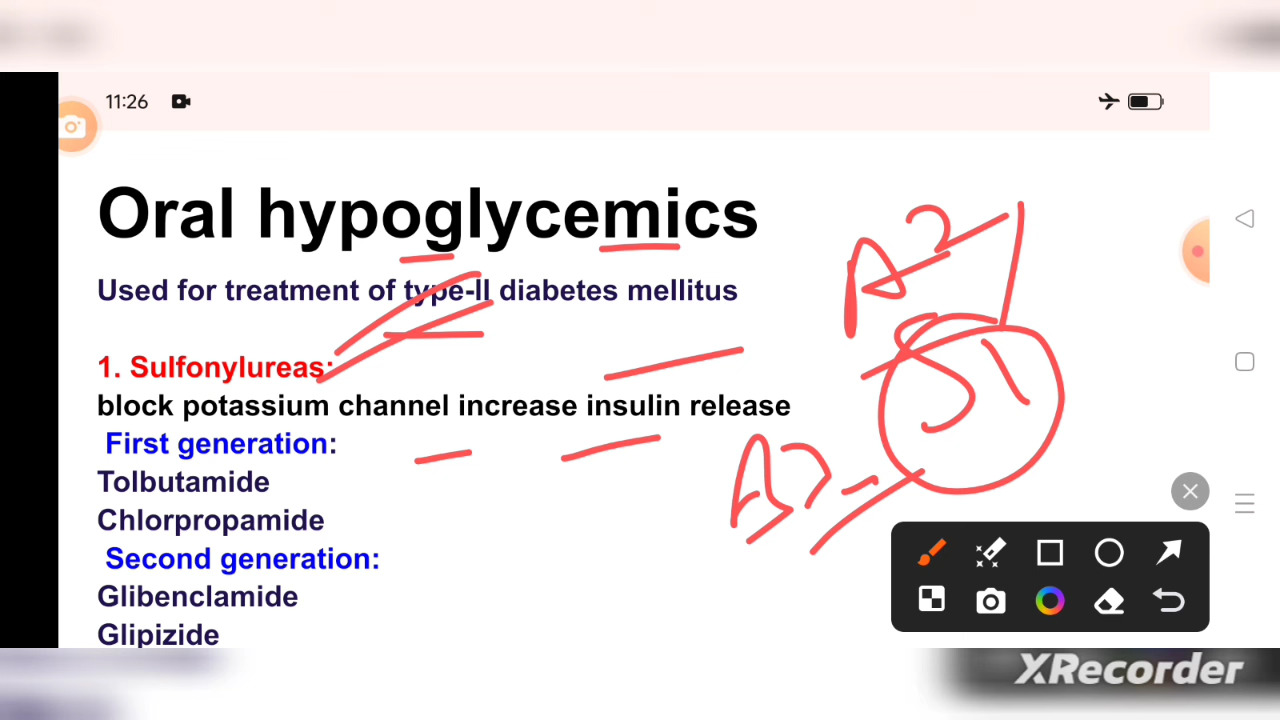 11:26
Oral hypoglycemics
Used for treatment of type-II diabetes mellitus
1. Sulfonylureas:
block potassium channel increase insulin release
First generation:
Tolbutamide
Chlorpropamide
Second generation:
Glibenclamide
Glipizide
XRecorder